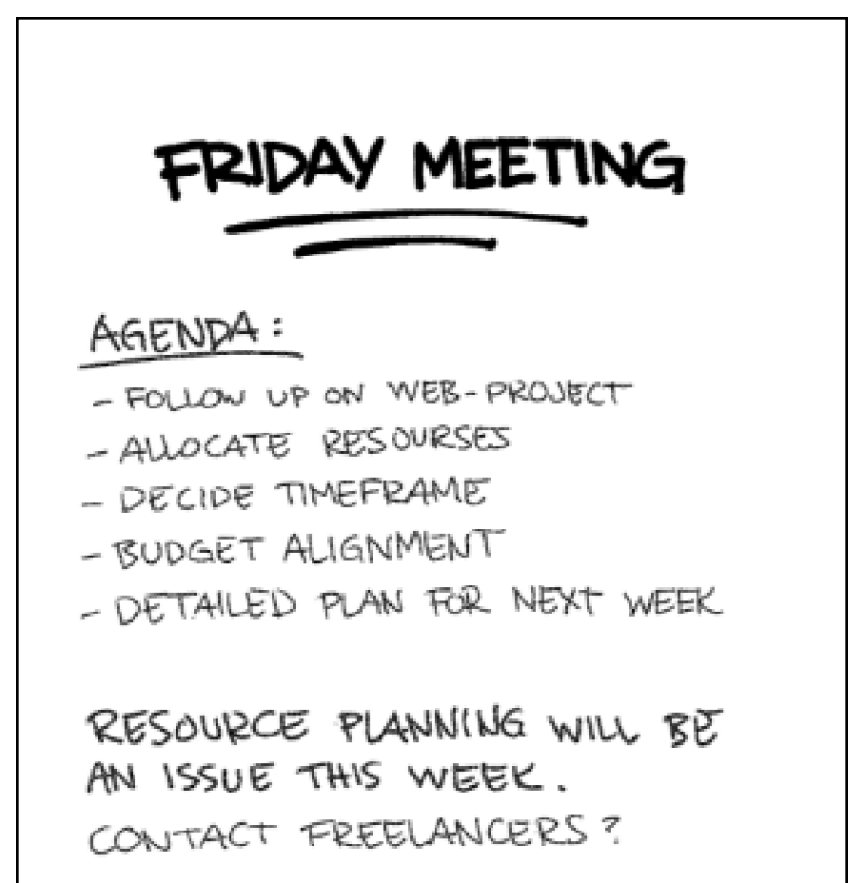 FRIDAY MEETING
AGENDA:
- FOLLOW UP ON WEB-PROJECT
- ALLOCATE RESOURSES
- DECIDE TIMEFRAME
- BUDGET ALIGNMENT
- DETAILED PLAN FOR NEXT WEEK
RESOURCE PLANNING WILL BE
AN ISSUE THIS WEEK.
CONTACT FREELANCERS?